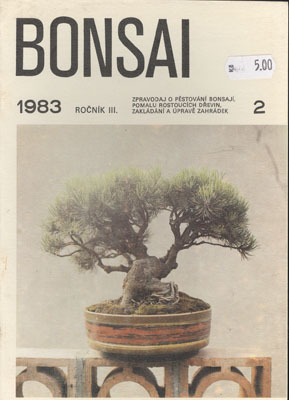 BONSAI
5.00
1983 ROČNÍK III. ZPRAVODAJ O PĚSTOVÁNÍ BONSAJÍ, 2
POMALU ROSTOUCÍCH DŘEVIN,
ZAKLÁDÁNÍ A ÚPRAVĚ ZAHRÁDEK